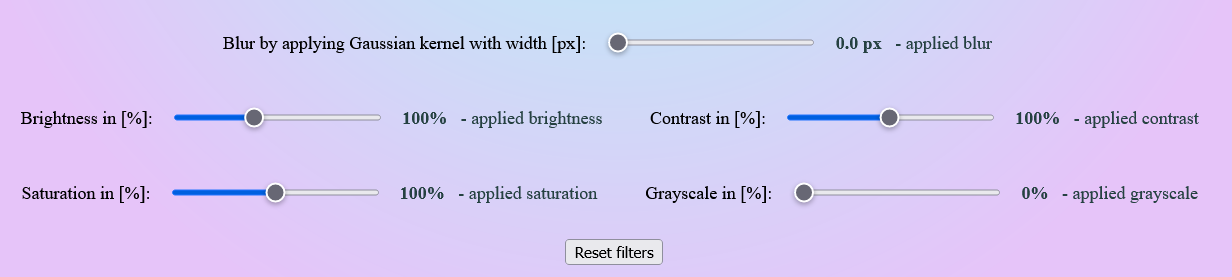 Blur by applying Gaussian kernel with width [px]: 0.0 px - applied blur
Brightness in [%]: 100% - applied brightness Contrast in [%]: 100% - applied contrast
Saturation in [%]: 100% - applied saturation Grayscale in [%]: 0% - applied grayscale
Reset filters